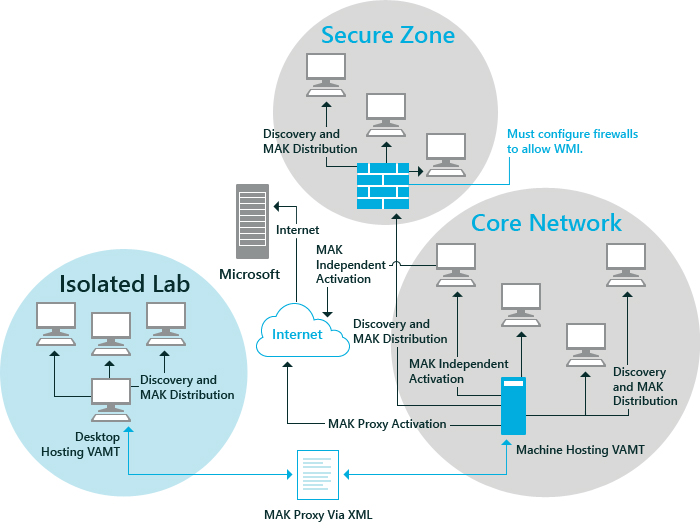 Secure Zone
Discovery and
MAK Distribution
Must configure firewalls
to allow WMI.
Core Network
Internet
MAK
Independent
Activation
Microsoft
Isolated Lab
Internet
Discovery and
MAK Distribution
MAK Independent
Activation
Discovery
and MAK
Distribution
Discovery and
MAK Distribution
MAK Proxy Activation
Desktop
Hosting VAMT
Machine Hosting VAMT
MAK Proxy Via XML